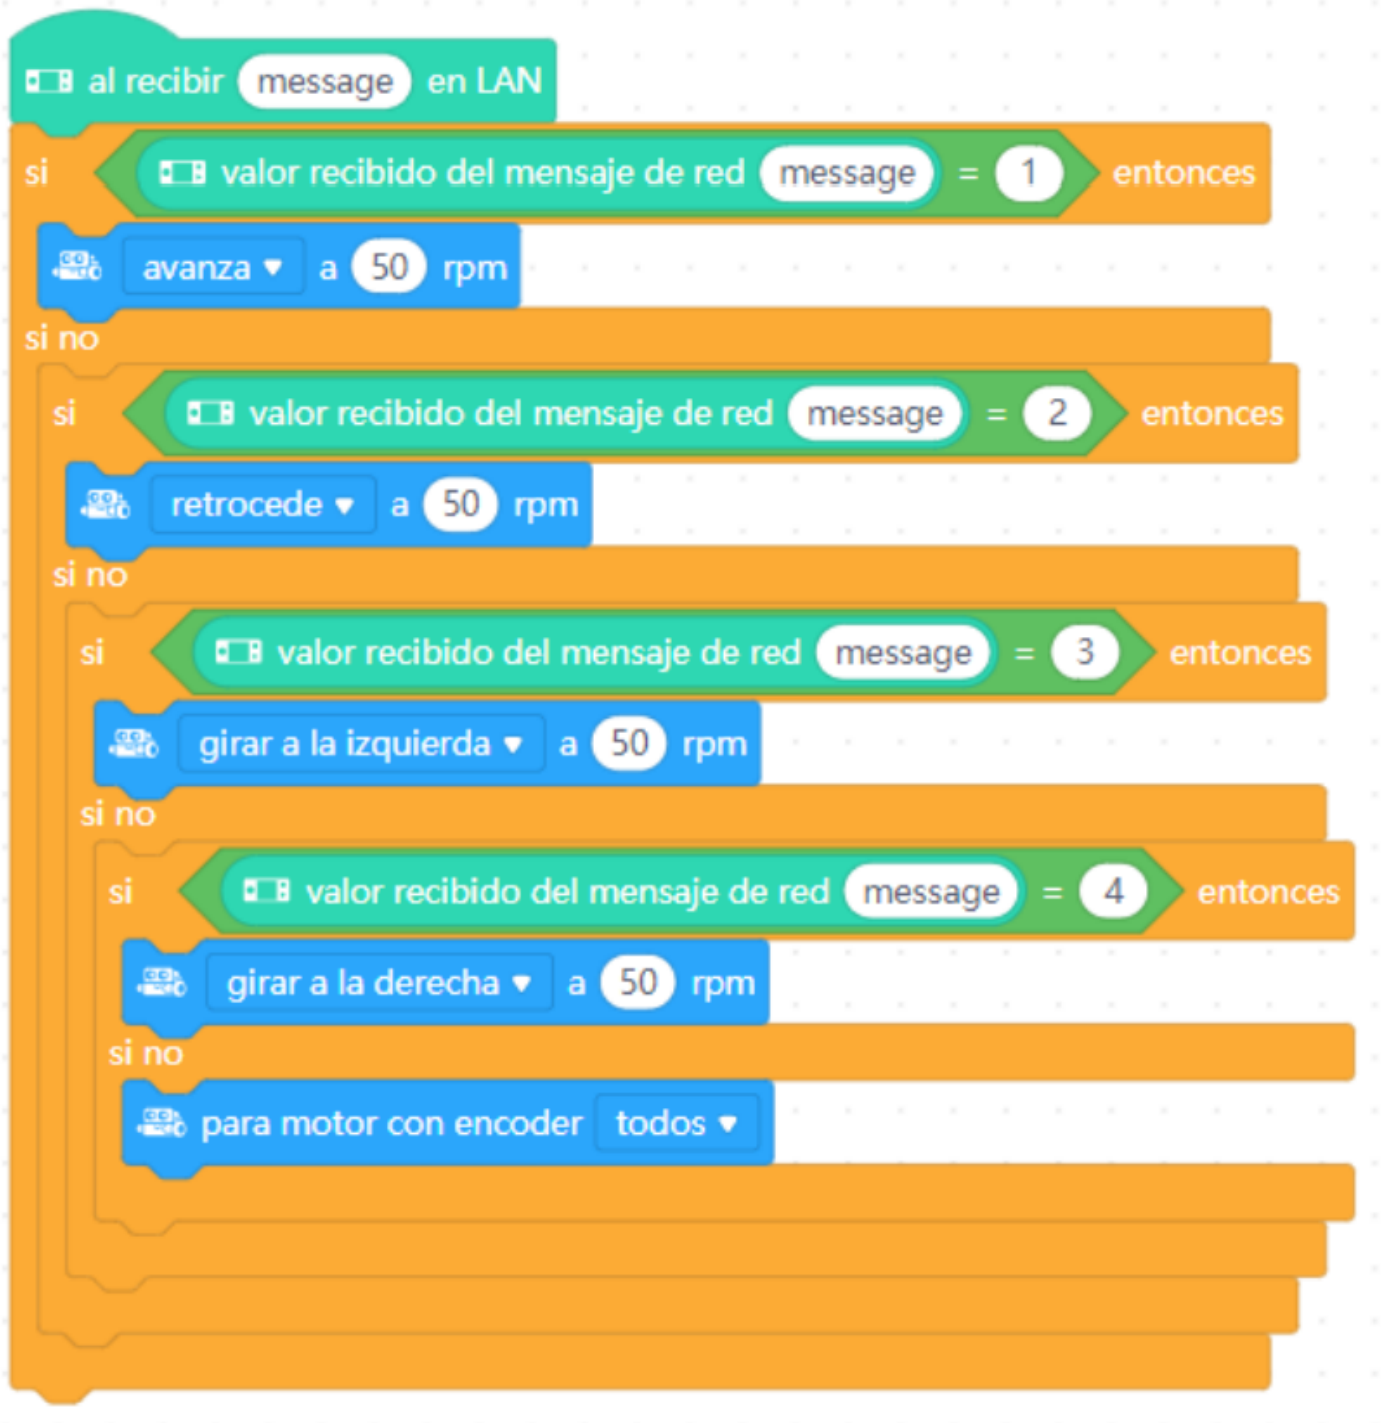 al recibir message en LAN
si valor recibido del mensaje de red message = 1 entonces
avanza a 50 rpm
si no
si valor recibido del mensaje de red message = 2 entonces
retrocede a 50 rpm
si no
si valor recibido del mensaje de red message = 3 entonces
girar a la izquierda a 50 rpm
si no
si valor recibido del mensaje de red message = 4 entonces
girar a la derecha a 50 rpm
si no
para motor con encoder todos